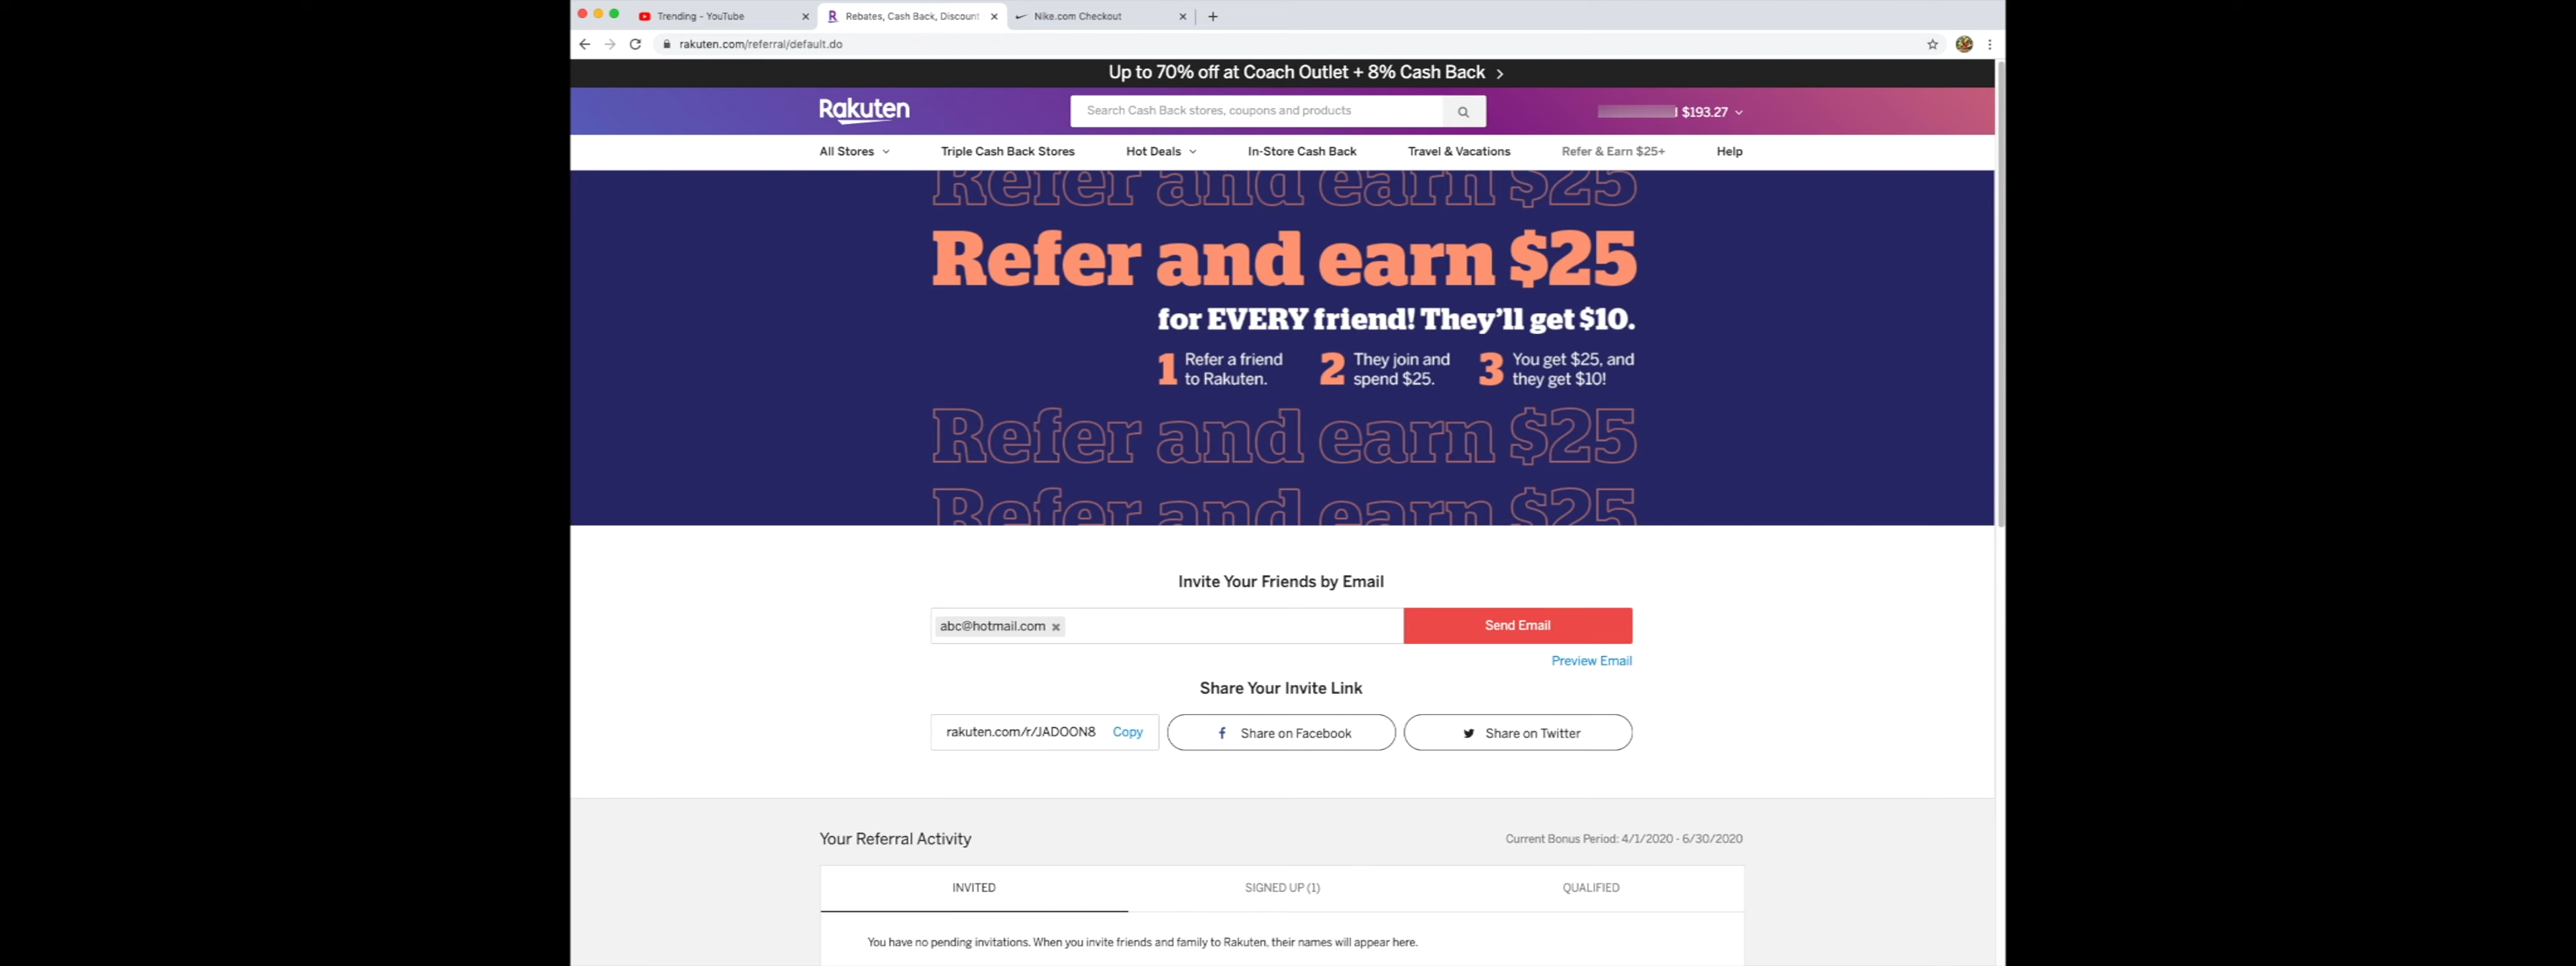 Trending - YouTube
Rebates, Cash Back, Discount
Nike.com Checkout
rakuten.com/referral/default.do
Up to 70% off at Coach Outlet + 8% Cash Back
Rakuten
Search Cash Back stores, coupons and products
$193.27
All Stores
Triple Cash Back Stores
Hot Deals
In-Store Cash Back
Travel & Vacations
Refer & Earn $25+
Help
Refer and earn $25
Refer and earn $25
for EVERY friend! They'll get $10.
1 Refer a friend to Rakuten.
2 They join and spend $25.
3 You get $25, and they get $10!
Refer and earn $25
Refer and earn $25
Invite Your Friends by Email
abc@hotmail.com
Send Email
Preview Email
Share Your Invite Link
rakuten.com/r/JADOON8
Copy
Share on Facebook
Share on Twitter
Your Referral Activity
Current Bonus Period: 4/1/2020 - 6/30/2020
INVITED
SIGNED UP (1)
QUALIFIED
You have no pending invitations. When you invite friends and family to Rakuten, their names will appear here.